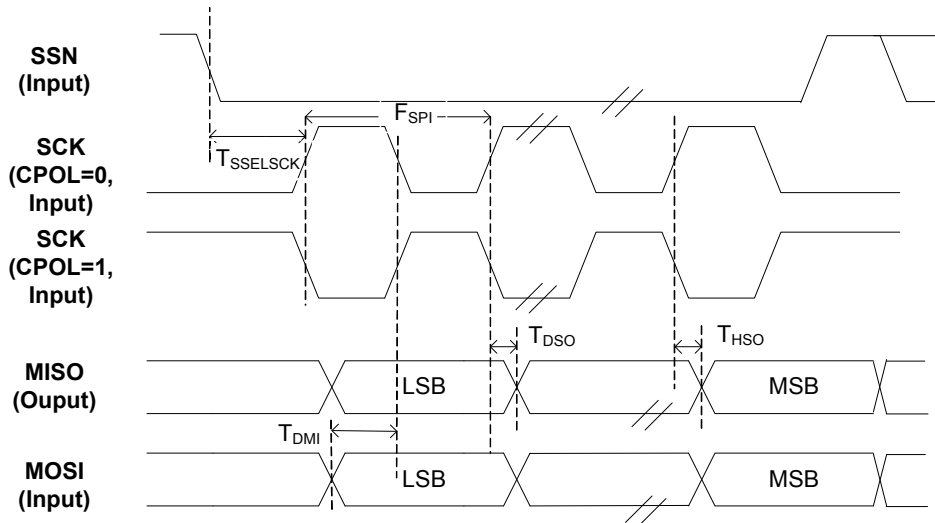 SSN
(Input)
F_SPI
SCK
(CPOL=0,
Input)
T_SSELSCK
SCK
(CPOL=1,
Input)
T_DSO
T_HSO
MISO
(Ouput)
LSB
MSB
T_DMI
MOSI
(Input)
LSB
MSB